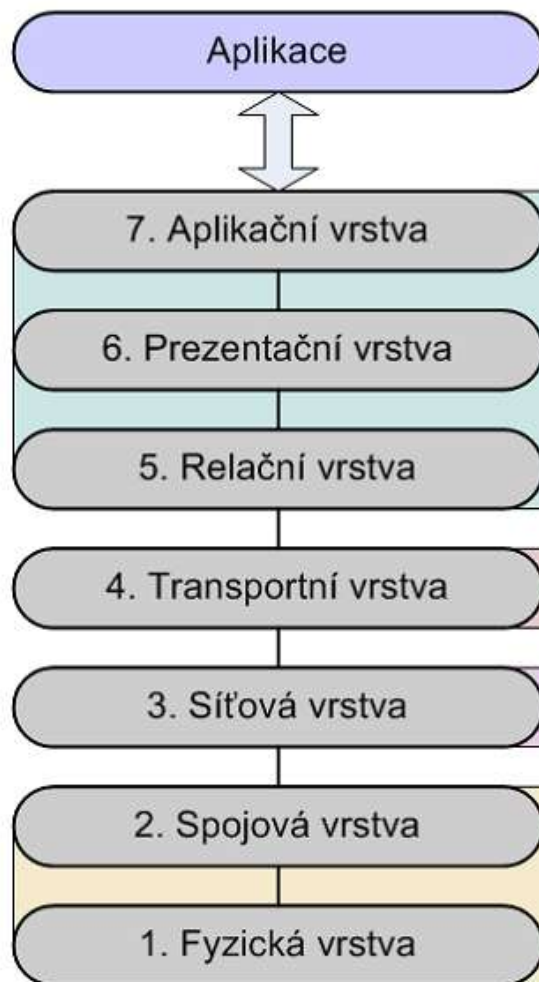 Aplikace
7. Aplikační vrstva
6. Prezentační vrstva
5. Relační vrstva
4. Transportní vrstva
3. Síťová vrstva
2. Spojová vrstva
1. Fyzická vrstva